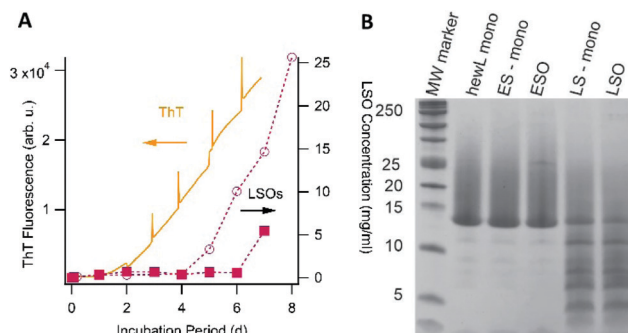 A
ThT Fluorescence (arb. u.)
3x10⁴
2
1
ThT
LSOs
25
20
15
10
5
0
LSO Concentration (mg/ml)
0
2
4
6
8
Incubation Period (d)
B
MW marker
hewL mono
ES - mono
ESO
LS - mono
LSO
250
25
20
15
10
5